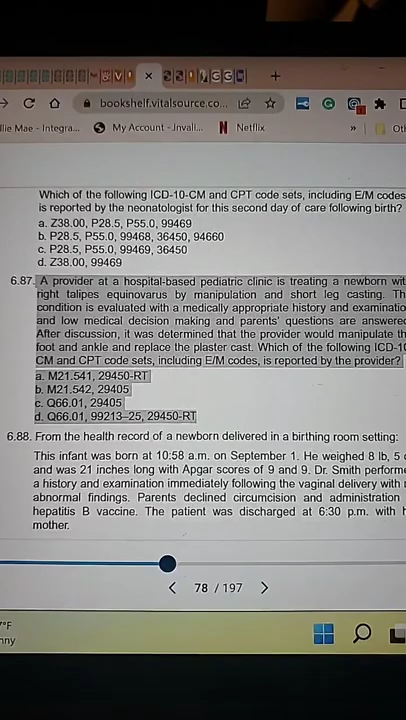 bookshelf.vitalsource.co...
llie Mae - Integra... My Account - Jnvali... Netflix » Ot
Which of the following ICD-10-CM and CPT code sets, including E/M codes
is reported by the neonatologist for this second day of care following birth?
a. Z38.00, P28.5, P55.0, 99469
b. P28.5, P55.0, 99468, 36450, 94660
c. P28.5, P55.0, 99469, 36450
d. Z38.00, 99469
6.87. A provider at a hospital-based pediatric clinic is treating a newborn wit
right talipes equinovarus by manipulation and short leg casting. Th
condition is evaluated with a medically appropriate history and examinatio
and low medical decision making and parents' questions are answered
After discussion, it was determined that the provider would manipulate th
foot and ankle and replace the plaster cast. Which of the following ICD-10
CM and CPT code sets, including E/M codes, is reported by the provider?
a. M21.541, 29450-RT
b. M21.542, 29405
c. Q66.01, 29405
d. Q66.01, 99213–25, 29450-RT
6.88. From the health record of a newborn delivered in a birthing room setting:
This infant was born at 10:58 a.m. on September 1. He weighed 8 lb, 5 o
and was 21 inches long with Apgar scores of 9 and 9. Dr. Smith performe
a history and examination immediately following the vaginal delivery with
abnormal findings. Parents declined circumcision and administration
hepatitis B vaccine. The patient was discharged at 6:30 p.m. with h
mother.
78 / 197
7°F
nny